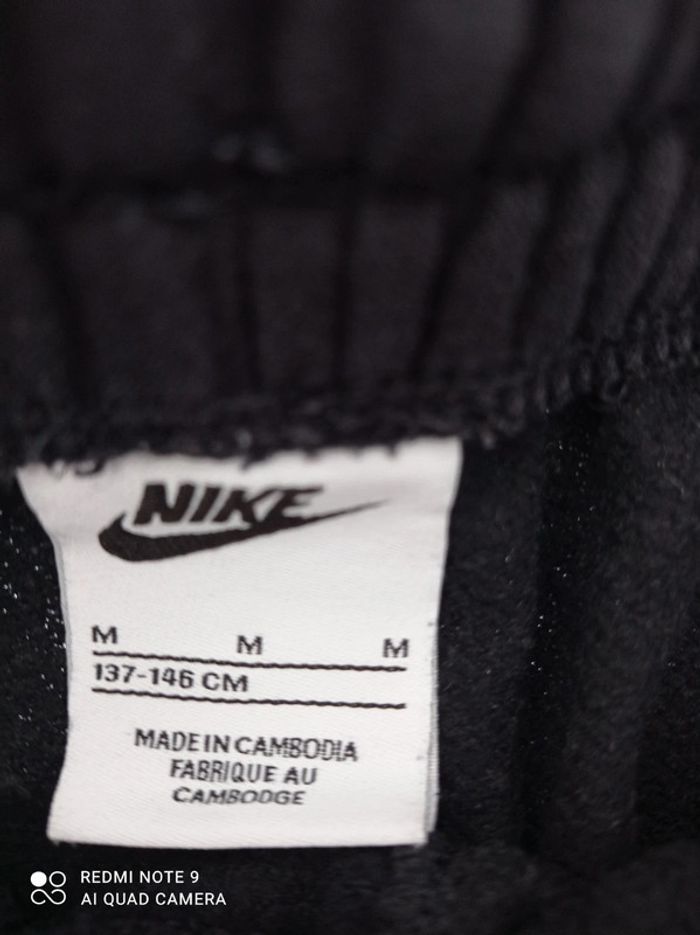 NIKE
M M M
137-146 CM
MADE IN CAMBODIA
FABRIQUE AU
CAMBODGE
REDMI NOTE 9
AI QUAD CAMERA